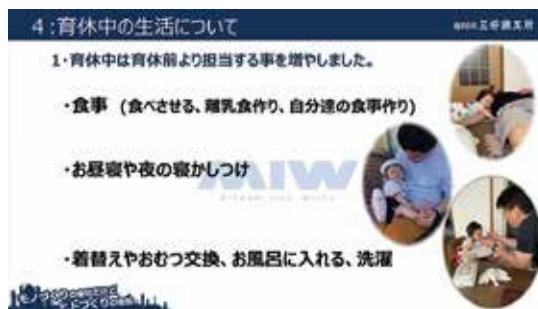 4:育休中の生活について
1・育休中は育休前より担当する事を増やしました。
・食事 (食べさせる、離乳食作り、自分達の食事作り)
・お昼寝や夜の寝かしつけ
MIW
・着替えやおむつ交換、お風呂に入れる、洗濯